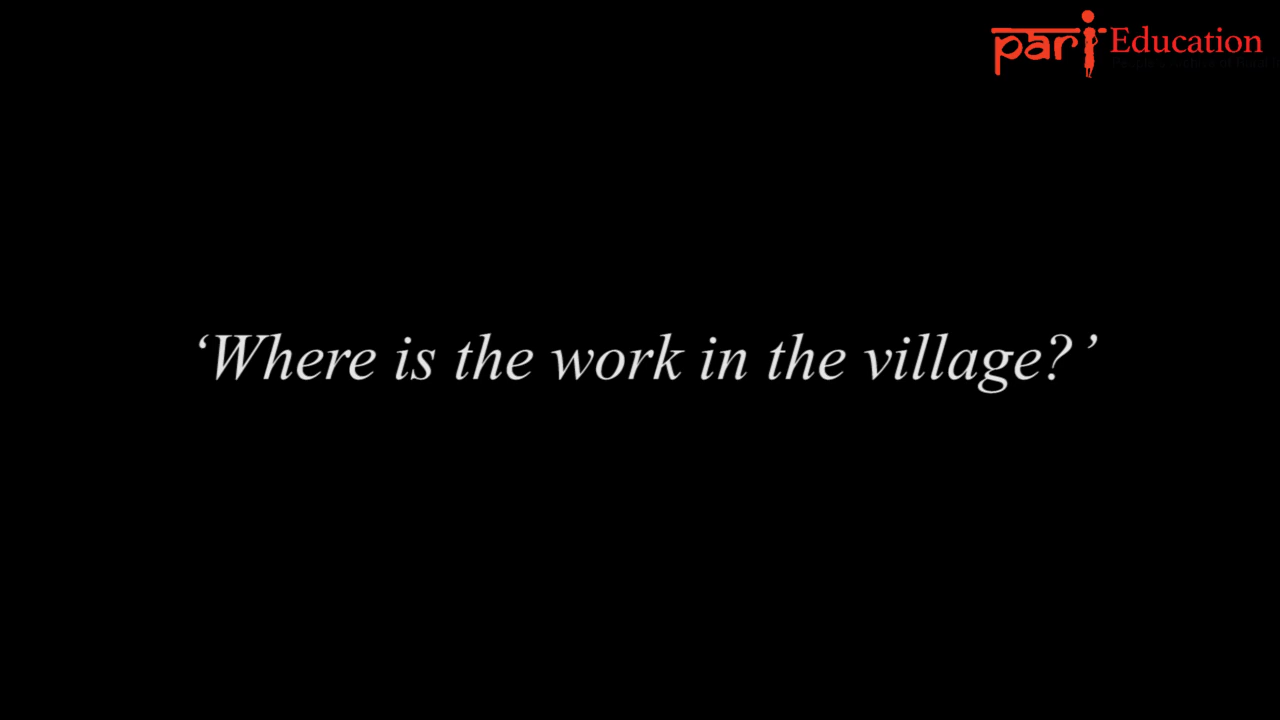 pari Education
‘Where is the work in the village?’